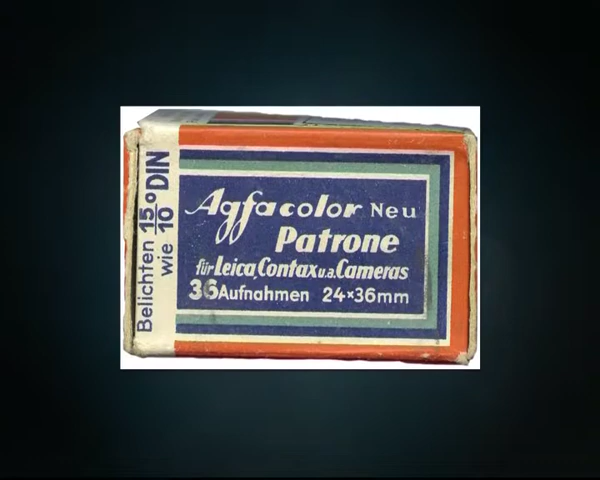 Agfacolor Neu
Patrone
für Leica Contax u.a. Cameras
36 Aufnahmen 24×36mm
Belichten 15/10° DIN
wie